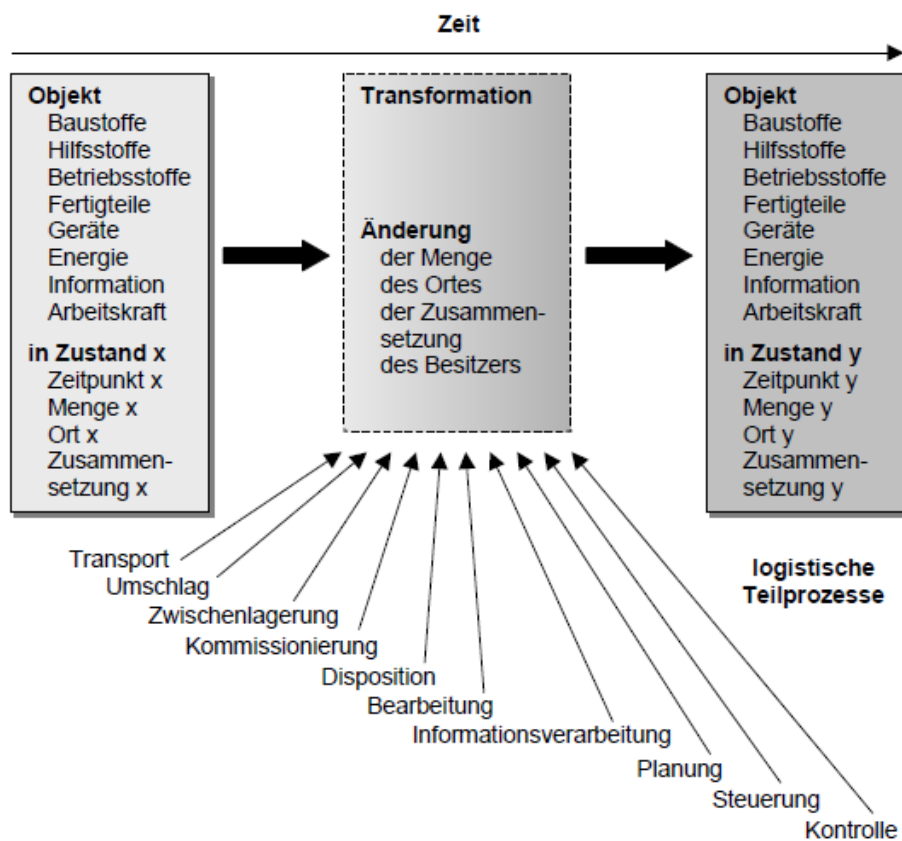 Zeit
Objekt
Baustoffe
Hilfsstoffe
Betriebsstoffe
Fertigteile
Geräte
Energie
Information
Arbeitskraft
in Zustand x
Zeitpunkt x
Menge x
Ort x
Zusammen-
setzung x
Transformation
Änderung
der Menge
des Ortes
der Zusammen-
setzung
des Besitzers
Objekt
Baustoffe
Hilfsstoffe
Betriebsstoffe
Fertigteile
Geräte
Energie
Information
Arbeitskraft
in Zustand y
Zeitpunkt y
Menge y
Ort y
Zusammen-
setzung y
Transport
Umschlag
Zwischenlagerung
Kommissionierung
Disposition
Bearbeitung
Informationsverarbeitung
Planung
Steuerung
Kontrolle
logistische
Teilprozesse